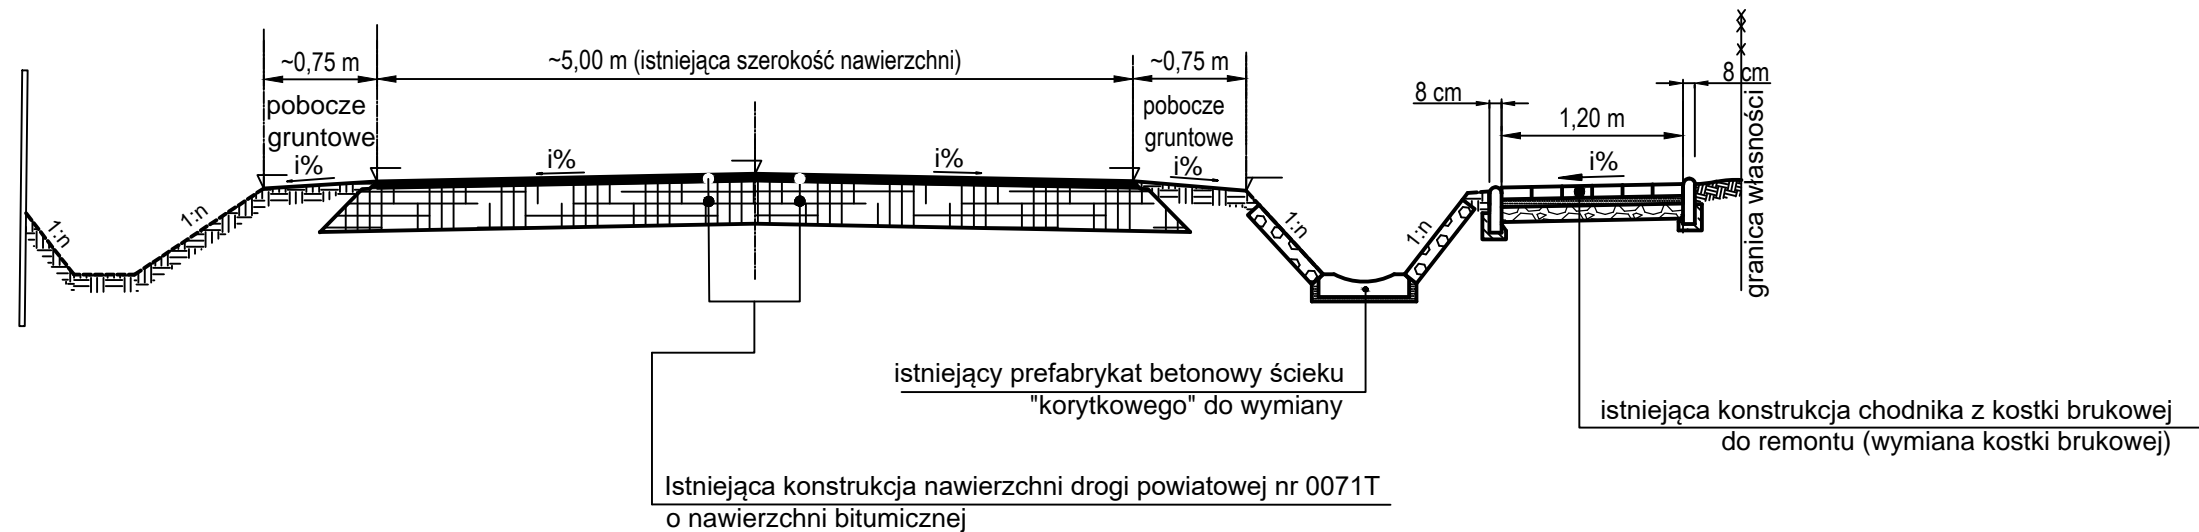 ~0,75 m
~5,00 m (istniejąca szerokość nawierzchni)
~0,75 m
8 cm
8 cm
1,20 m
pobocze
gruntowe
i%
i%
i%
pobocze
gruntowe
i%
i%
granica własności
1:n
1:n
1:n
1:n
istniejący prefabrykat betonowy ścieku
"korytkowego" do wymiany
istniejąca konstrukcja chodnika z kostki brukowej
do remontu (wymiana kostki brukowej)
Istniejąca konstrukcja nawierzchni drogi powiatowej nr 0071T
o nawierzchni bitumicznej